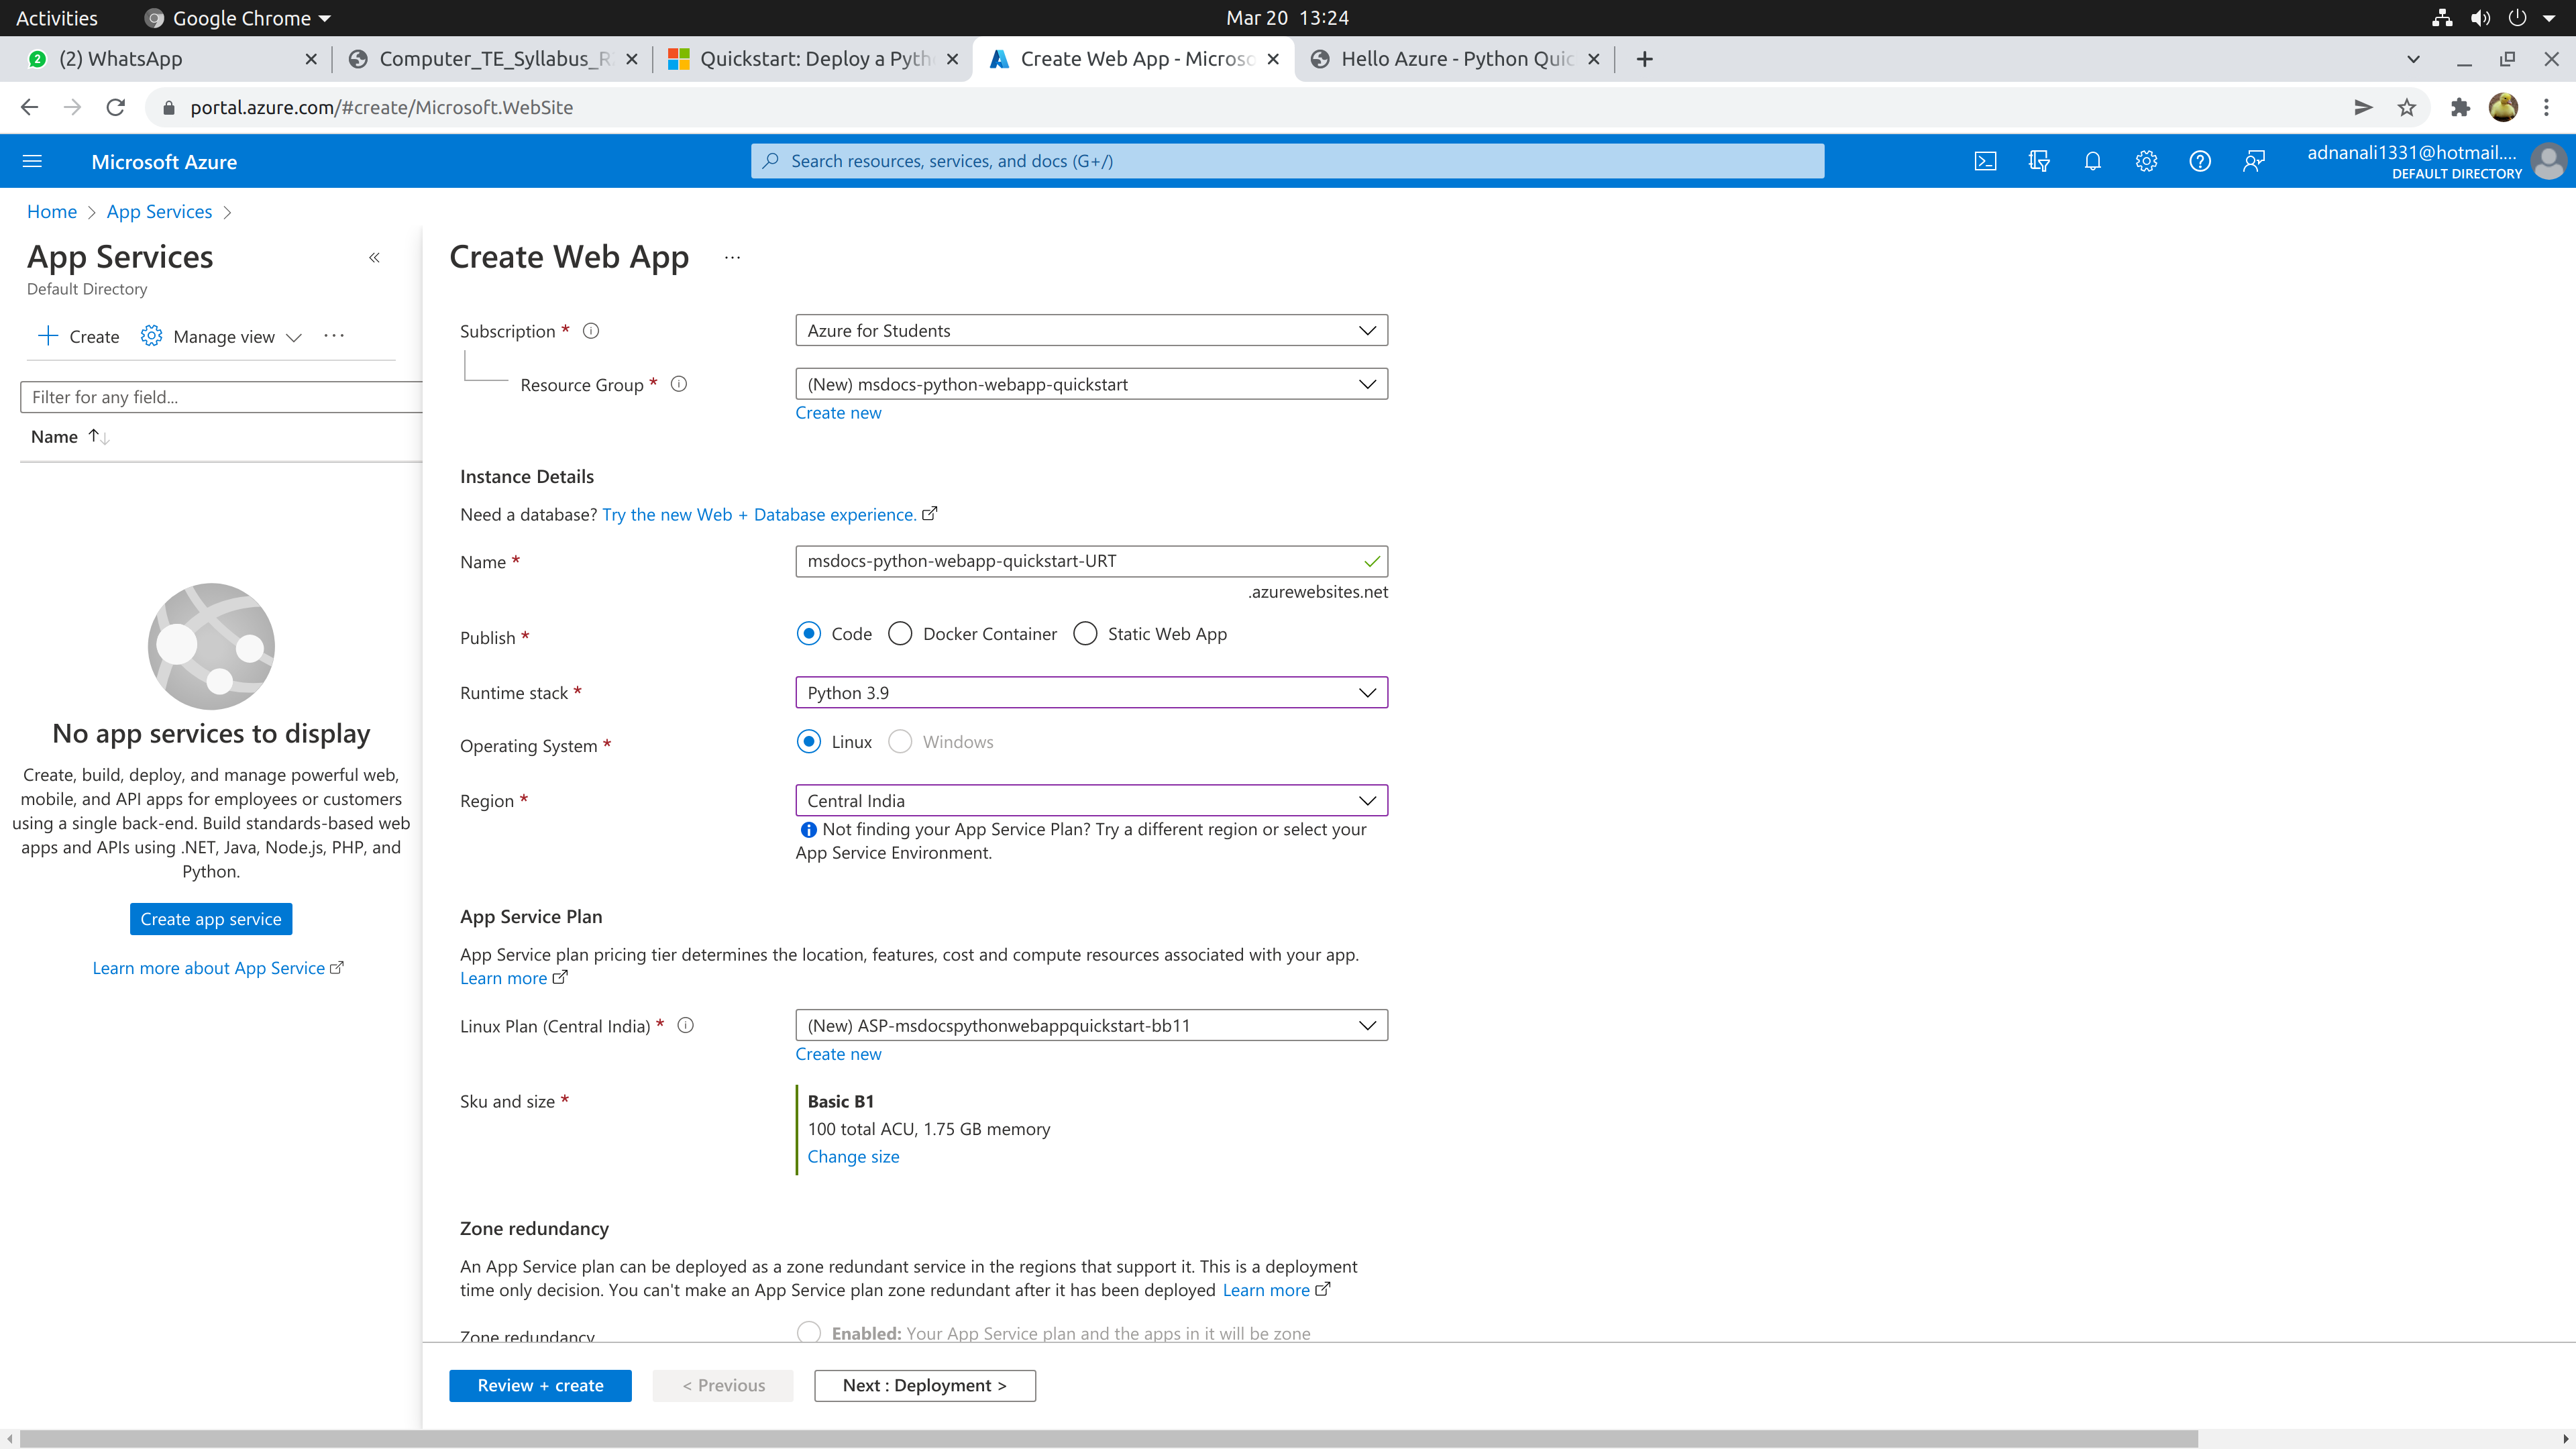 Activities
Google Chrome
Mar 20 13:24
2
(2) WhatsApp
Computer_TE_Syllabus_R
Quickstart: Deploy a Pyth
Create Web App - Microso
Hello Azure - Python Quic
portal.azure.com/#create/Microsoft.WebSite
Microsoft Azure
Search resources, services, and docs (G+/)
adnanali1331@hotmail....
DEFAULT DIRECTORY
Home > App Services >
App Services
Default Directory
Create
Manage view
Filter for any field...
Name
No app services to display
Create, build, deploy, and manage powerful web,
mobile, and API apps for employees or customers
using a single back-end. Build standards-based web
apps and APIs using .NET, Java, Node.js, PHP, and
Python.
Create app service
Learn more about App Service
Create Web App ...
Subscription *
Azure for Students
Resource Group *
(New) msdocs-python-webapp-quickstart
Create new
Instance Details
Need a database? Try the new Web + Database experience.
Name *
msdocs-python-webapp-quickstart-URT
.azurewebsites.net
Publish *
Code
Docker Container
Static Web App
Runtime stack *
Python 3.9
Operating System *
Linux
Windows
Region *
Central India
Not finding your App Service Plan? Try a different region or select your
App Service Environment.
App Service Plan
App Service plan pricing tier determines the location, features, cost and compute resources associated with your app.
Learn more
Linux Plan (Central India) *
(New) ASP-msdocspythonwebappquickstart-bb11
Create new
Sku and size *
Basic B1
100 total ACU, 1.75 GB memory
Change size
Zone redundancy
An App Service plan can be deployed as a zone redundant service in the regions that support it. This is a deployment
time only decision. You can't make an App Service plan zone redundant after it has been deployed Learn more
Zone redundancy
Enabled: Your App Service plan and the apps in it will be zone
Review + create
< Previous
Next : Deployment >